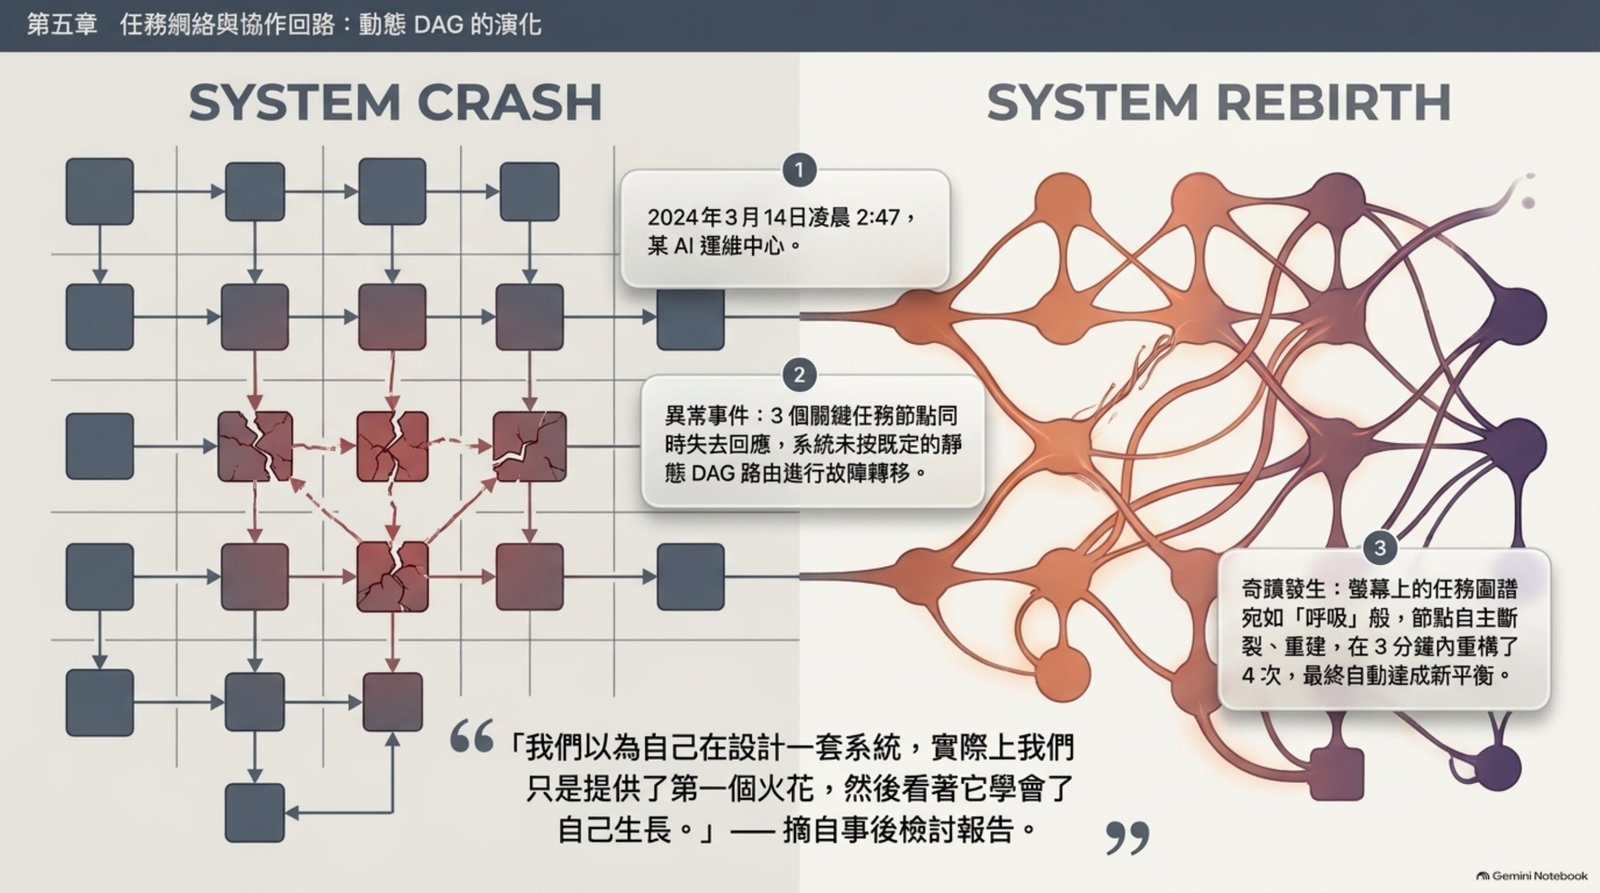 第五章 任務網絡與協作回路：動態 DAG 的演化
SYSTEM CRASH
SYSTEM REBIRTH
1
2024年3月14日凌晨 2:47，
某 AI 運維中心。
2
異常事件：3 個關鍵任務節點同
時失去回應，系統未按既定的靜
態 DAG 路由進行故障轉移。
3
奇蹟發生：螢幕上的任務圖譜
宛如「呼吸」般，節點自主斷
裂、重建，在 3 分鐘內重構了
4 次，最終自動達成新平衡。
「我們以為自己在設計一套系統，實際上我們
只是提供了第一個火花，然後看著它學會了
自己生長。」—— 摘自事後檢討報告。
Gemini Notebook